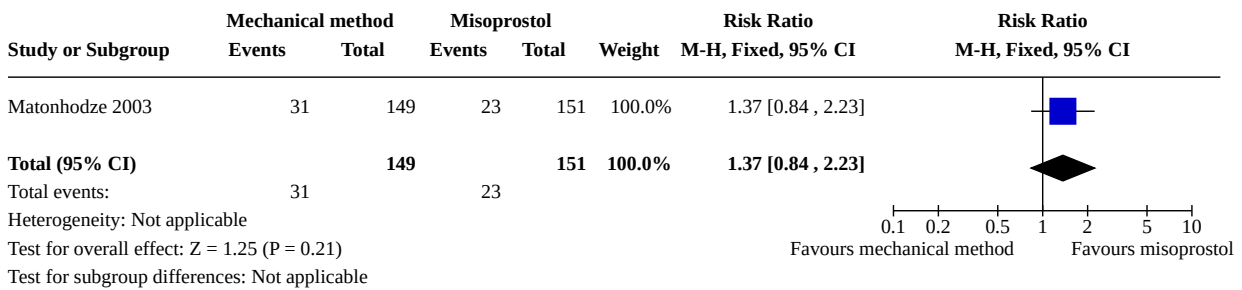 Mechanical method Misoprostol Risk Ratio Risk Ratio
Study or Subgroup Events Total Events Total Weight M-H, Fixed, 95% CI M-H, Fixed, 95% CI
Matonhodze 2003 31 149 23 151 100.0% 1.37 [0.84 , 2.23]
Total (95% CI) 149 151 100.0% 1.37 [0.84 , 2.23]
Total events: 31 23
Heterogeneity: Not applicable
0.1 0.2 0.5 1 2 5 10
Test for overall effect: Z = 1.25 (P = 0.21)
Favours mechanical method Favours misoprostol
Test for subgroup differences: Not applicable